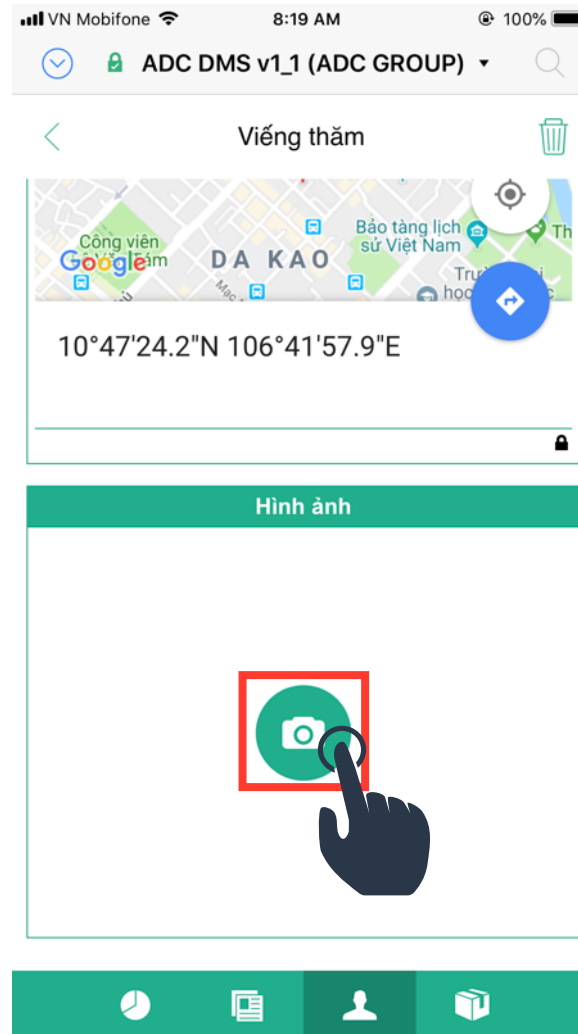 VN Mobifone 8:19 AM 100%
ADC DMS v1_1 (ADC GROUP)
Viếng thăm
Bảo tàng lịch
sử Việt Nam
Công viên
Google
DA KAO
Mạc
10°47'24.2"N 106°41'57.9"E
Hình ảnh